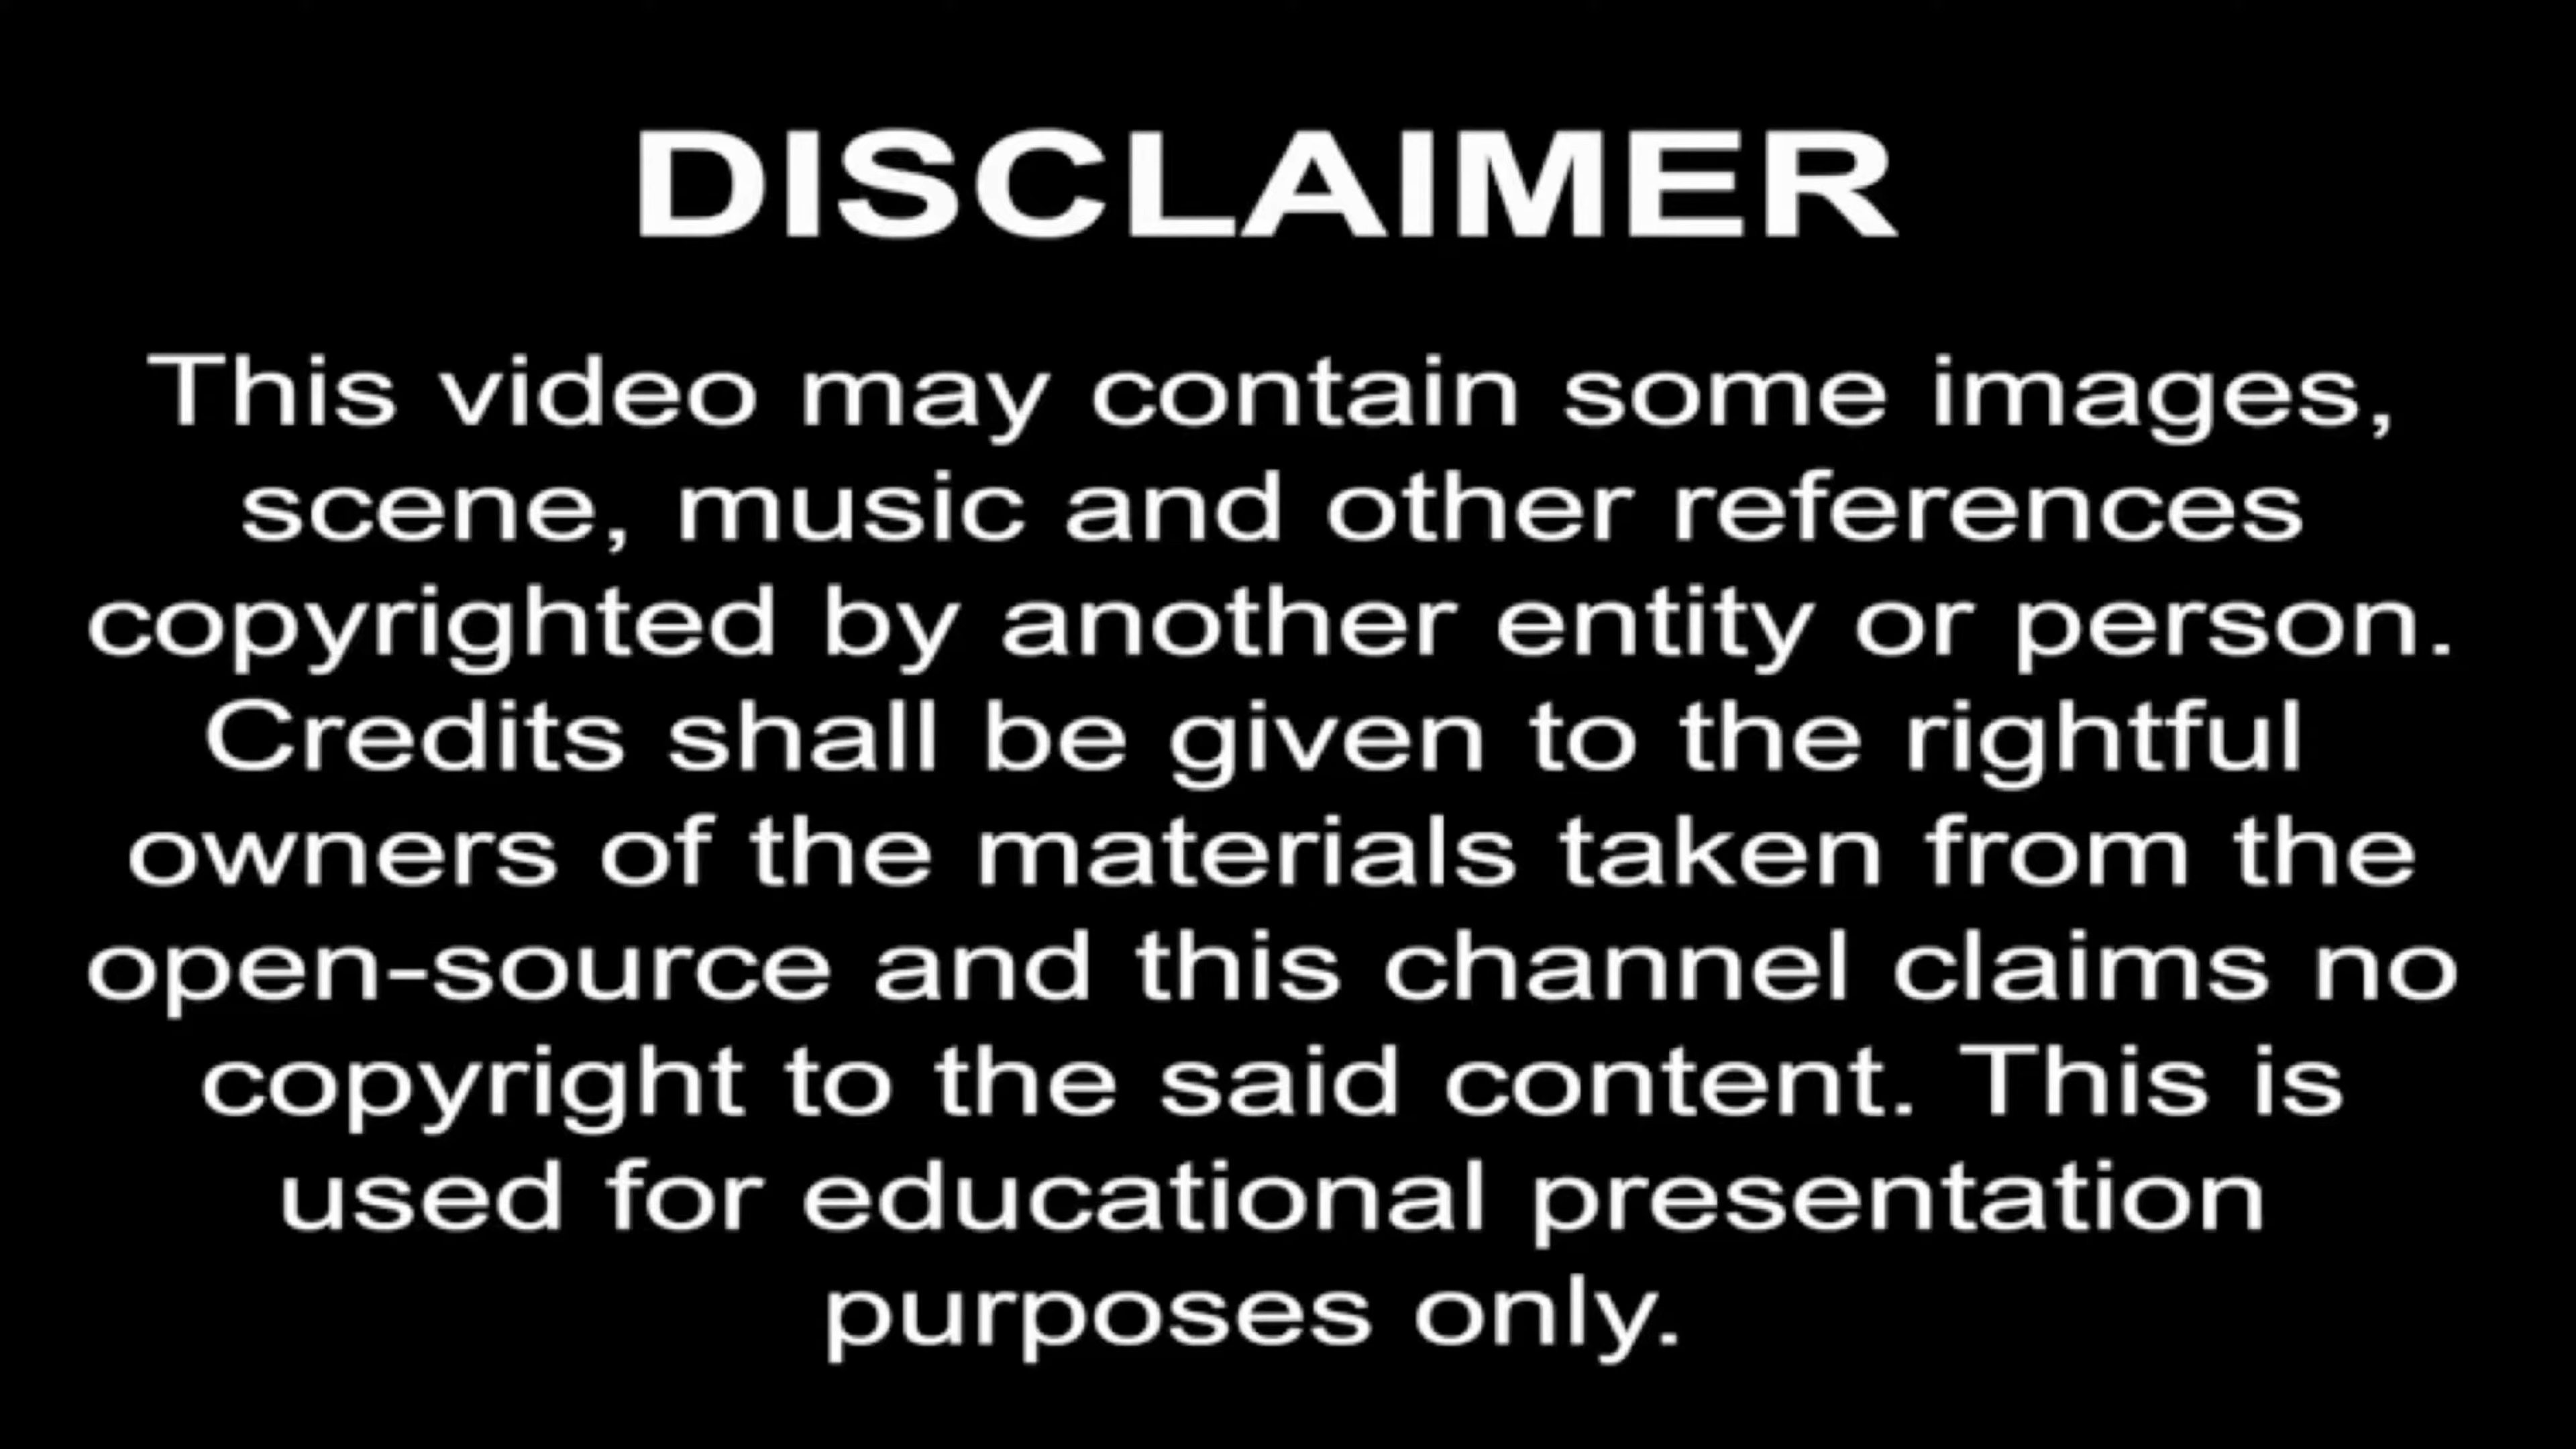 DISCLAIMER
This video may contain some images,
scene, music and other references
copyrighted by another entity or person.
Credits shall be given to the rightful
owners of the materials taken from the
open-source and this channel claims no
copyright to the said content. This is
used for educational presentation
purposes only.